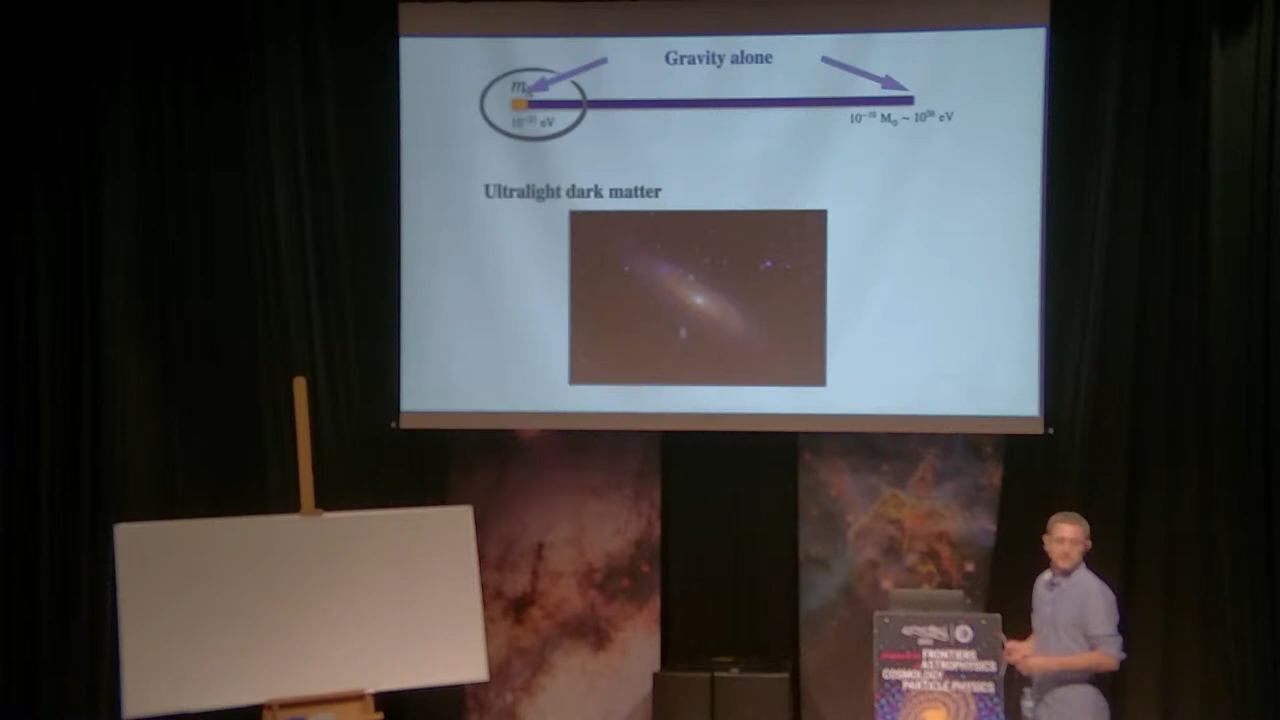 Gravity alone
10⁻¹⁰ M⊙ ~ 10⁵⁶ eV
Ultralight dark matter
FRONTIERS
ASTROPHYSICS
COSMOLOGY
PARTICLE PHYSICS